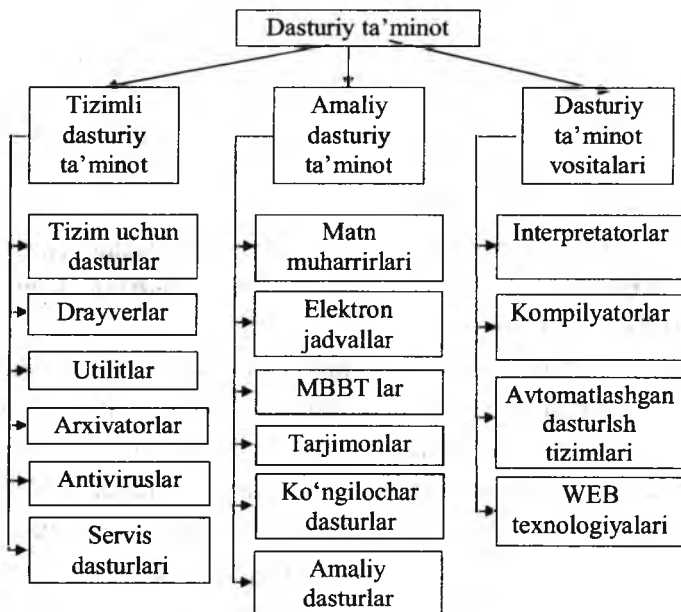 Dasturiy ta’minot
Tizimli
dasturiy
ta’minot
Tizim uchun
dasturlar
Drayverlar
Utilitlar
Arxivatorlar
Antiviruslar
Servis
dasturlari
Amaliy
dasturiy
ta’minot
Matn
muharrirlari
Elektron
jadvallar
MBBT lar
Tarjimonlar
Ko‘ngilochar
dasturlar
Amaliy
dasturlar
Dasturiy
ta’minot
vositalari
Interpretatorlar
Kompilyatorlar
Avtomatlashgan
dasturlsh
tizimlari
WEB
texnologiyalari